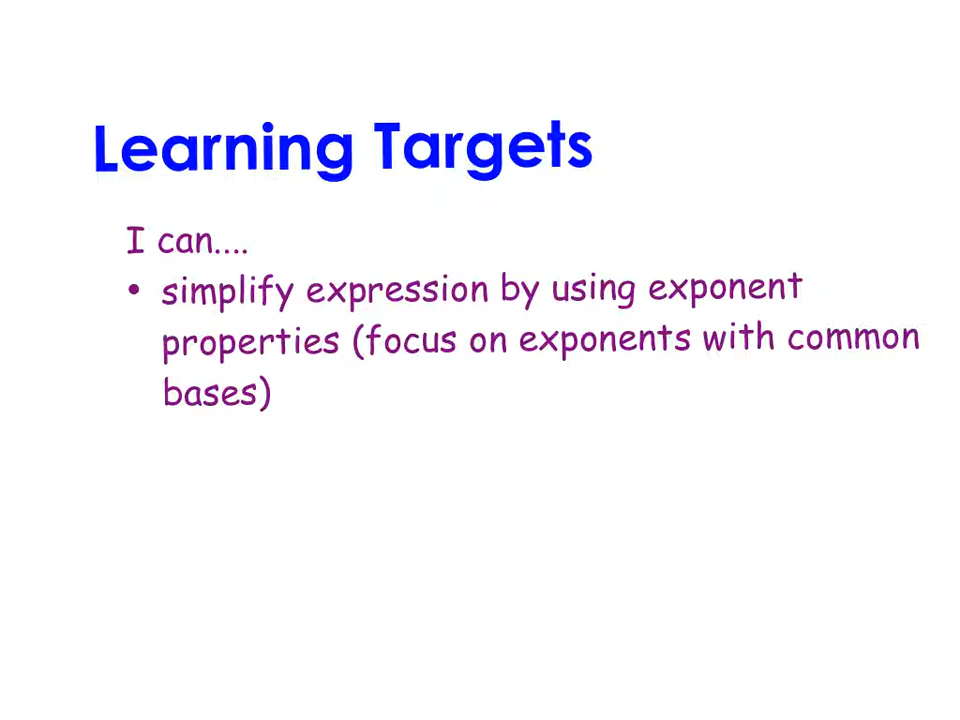 Learning Targets
I can....
• simplify expression by using exponent
properties (focus on exponents with common
bases)